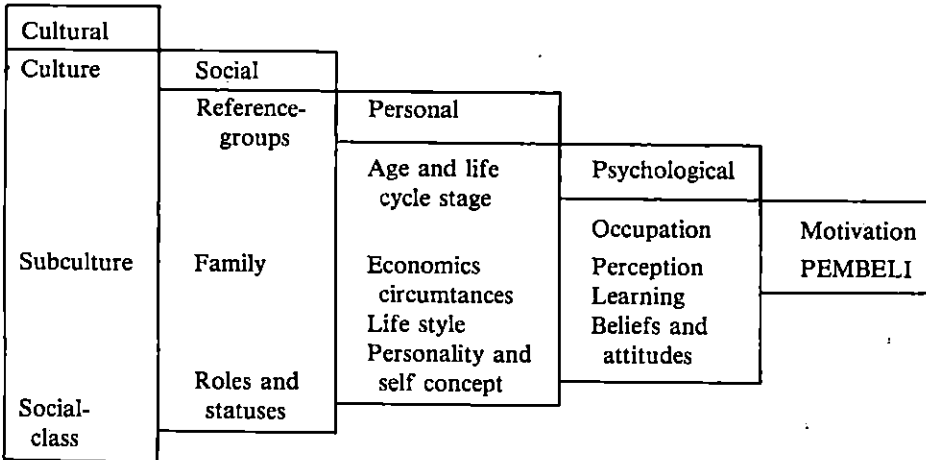 Cultural
Culture
Subculture
Social-
class
Social
Reference-
groups
Family
Roles and
statuses
Personal
Age and life
cycle stage
Economics
circumtances
Life style
Personality and
self concept
Psychological
Occupation
Perception
Learning
Beliefs and
attitudes
Motivation
PEMBELI